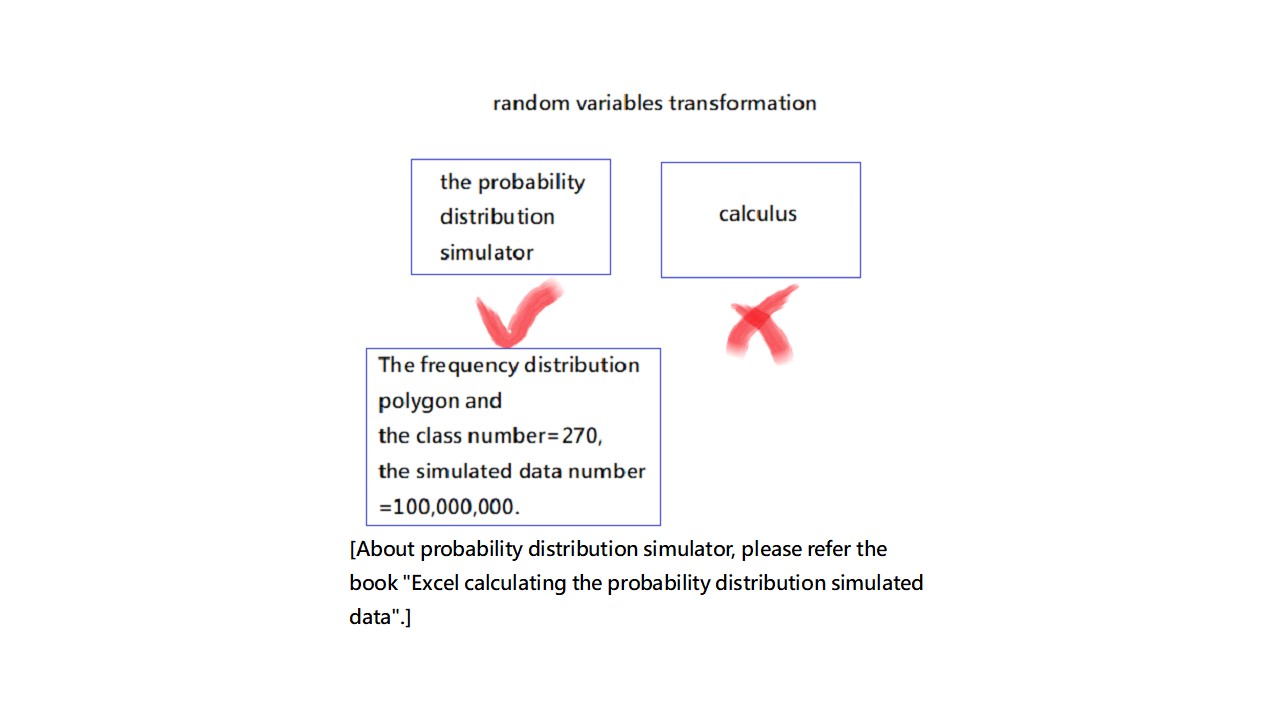 random variables transformation
the probability
distribution
simulator
calculus
The frequency distribution
polygon and
the class number=270,
the simulated data number
=100,000,000.
[About probability distribution simulator, please refer the
book "Excel calculating the probability distribution simulated
data".]